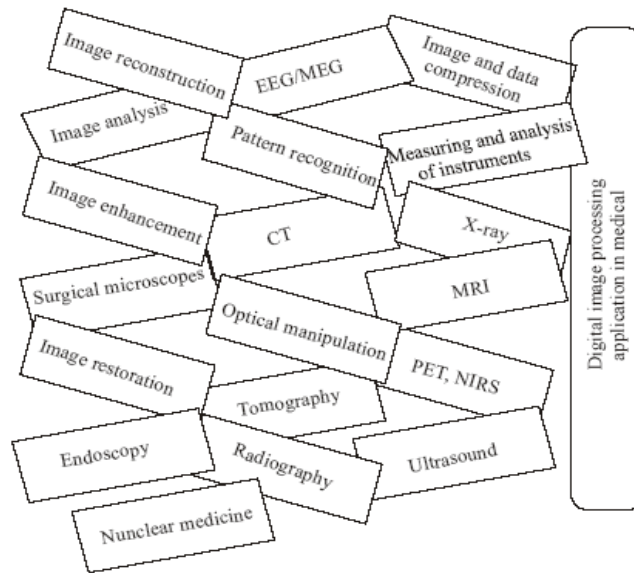 Image reconstruction
EEG/MEG
Image and data
compression
Image analysis
Pattern recognition
Measuring and analysis
of instruments
Image enhancement
CT
X-ray
Surgical microscopes
MRI
Optical manipulation
Image restoration
PET, NIRS
Tomography
Endoscopy
Radiography
Ultrasound
Nunclear medicine
Digital image processing
application in medical